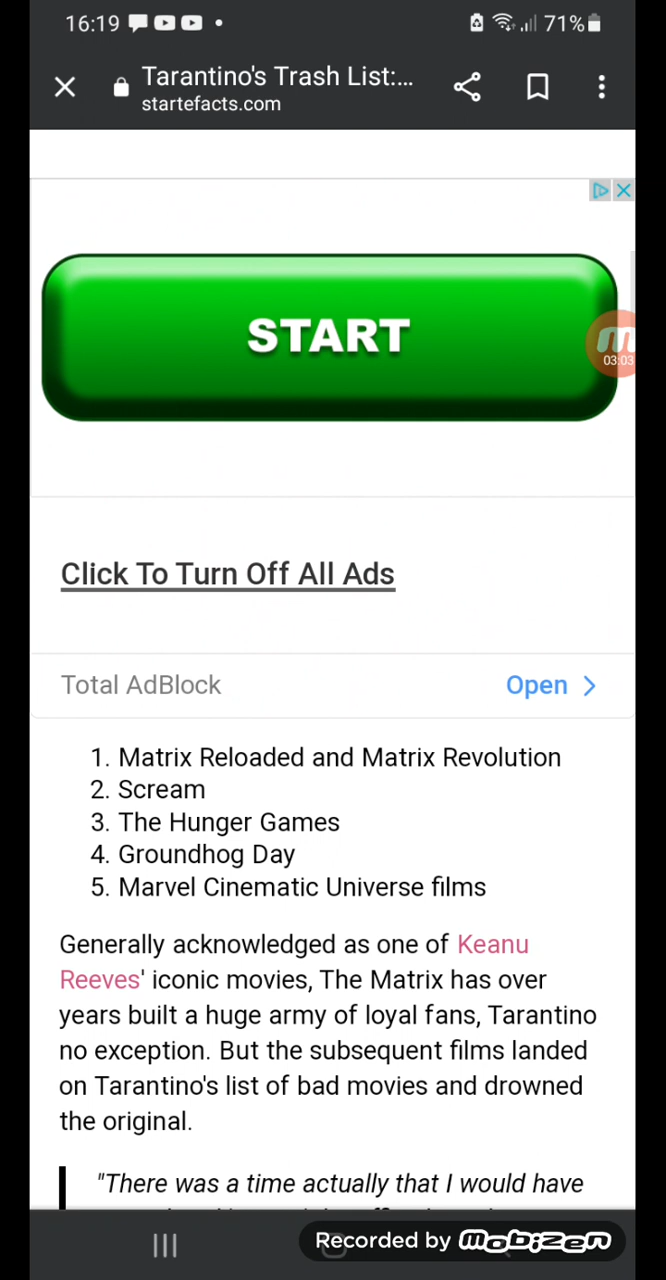 16:19 71%
Tarantino's Trash List:...
startefacts.com
START
03:03
Click To Turn Off All Ads
Total AdBlock Open
1. Matrix Reloaded and Matrix Revolution
2. Scream
3. The Hunger Games
4. Groundhog Day
5. Marvel Cinematic Universe films
Generally acknowledged as one of Keanu
Reeves' iconic movies, The Matrix has over
years built a huge army of loyal fans, Tarantino
no exception. But the subsequent films landed
on Tarantino's list of bad movies and drowned
the original.
"There was a time actually that I would have
Recorded by mobizen